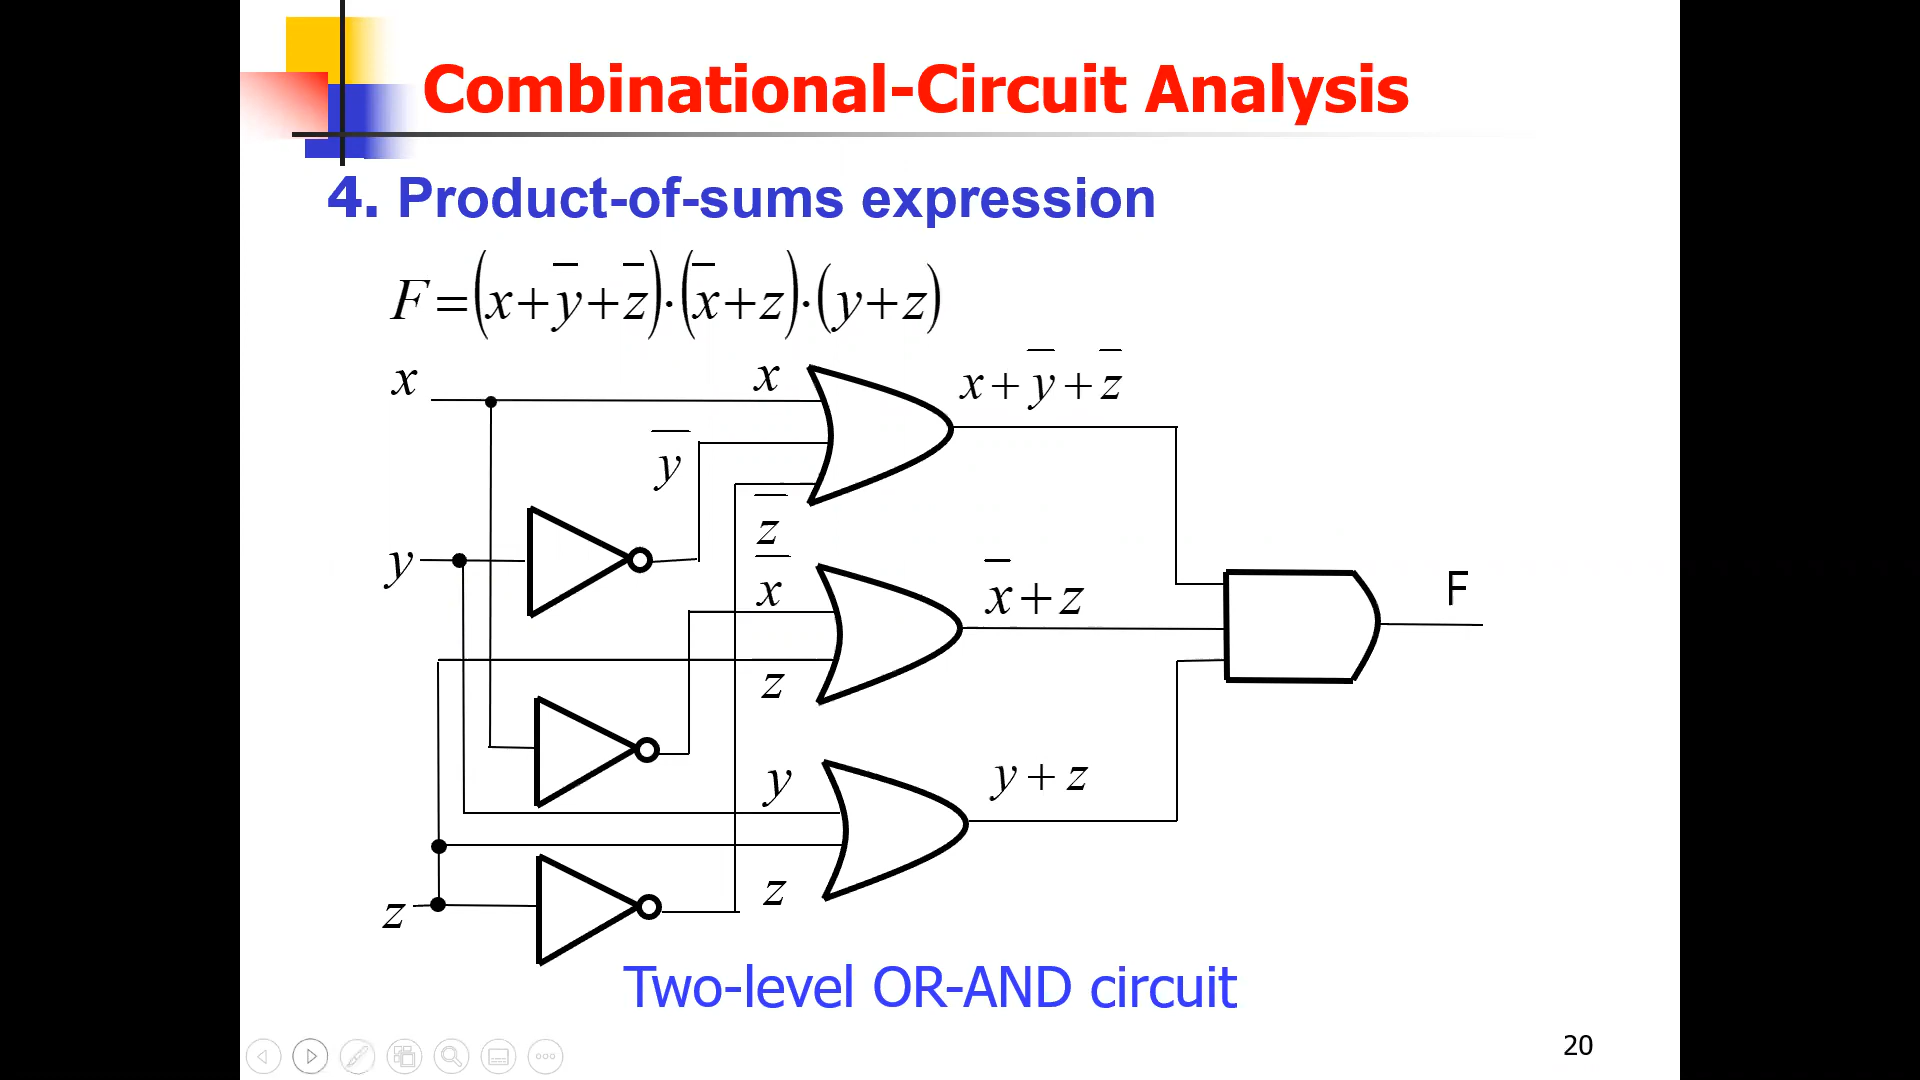 Combinational-Circuit Analysis
4. Product-of-sums expression
F=(x+y̅+z̅)·(x̅+z)·(y+z)
x
x
x+y̅+z̅
y̅
z̅
y
x̅
x̅+z
F
z
y
y+z
z
z
Two-level OR-AND circuit
20